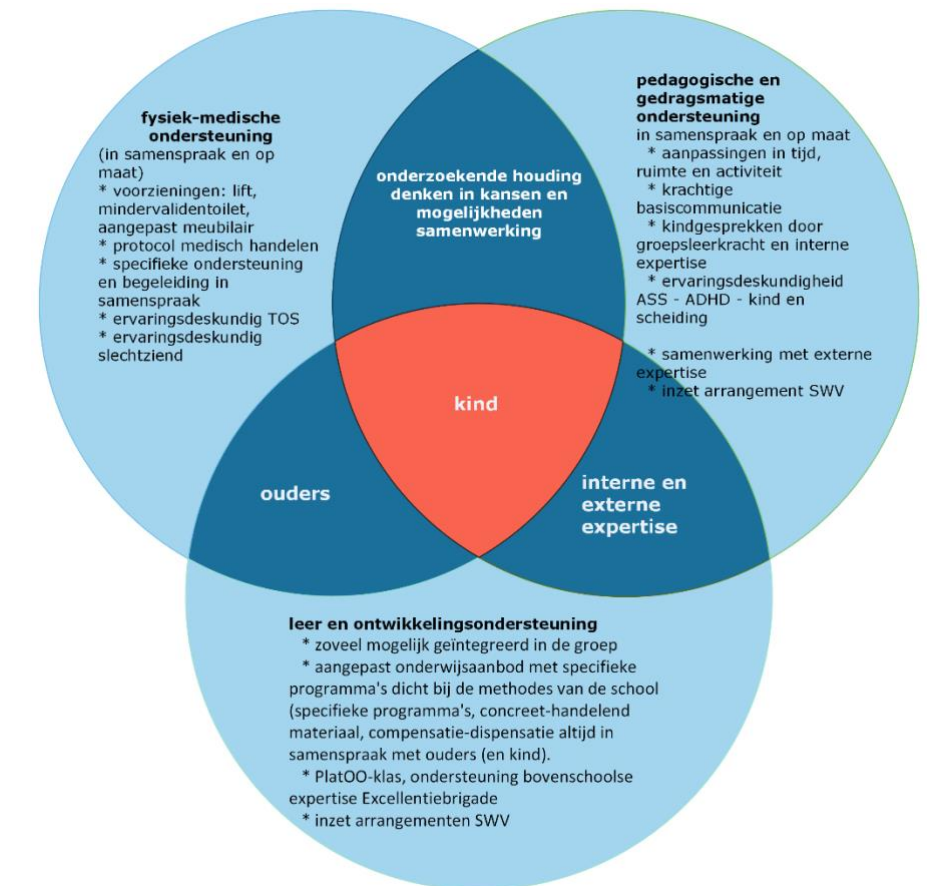 fysiek-medische
ondersteuning
(in samenspraak en op
maat)
* voorzieningen: lift,
mindervalidentoilet,
aangepast meubilair
* protocol medisch handelen
* specifieke ondersteuning
en begeleiding in
samenspraak
* ervaringsdeskundig TOS
* ervaringsdeskundig
slechtziend
onderzoekende houding
denken in kansen en
mogelijkheden
samenwerking
pedagogische en
gedragsmatige
ondersteuning
in samenspraak en op maat
* aanpassingen in tijd,
ruimte en activiteit
* krachtige
basiscommunicatie
* kindgesprekken door
groepsleerkracht en interne
expertise
* ervaringsdeskundigheid
ASS - ADHD - kind en
scheiding
* samenwerking met externe
expertise
* inzet arrangement SWV
kind
ouders
interne en
externe
expertise
leer en ontwikkelingsondersteuning
* zoveel mogelijk geïntegreerd in de groep
* aangepast onderwijsaanbod met specifieke
programma's dicht bij de methodes van de school
(specifieke programma's, concreet-handelend
materiaal, compensatie-dispensatie altijd in
samenspraak met ouders (en kind).
* PlatOO-klas, ondersteuning bovenschoolse
expertise Excellentiebrigade
* inzet arrangementen SWV